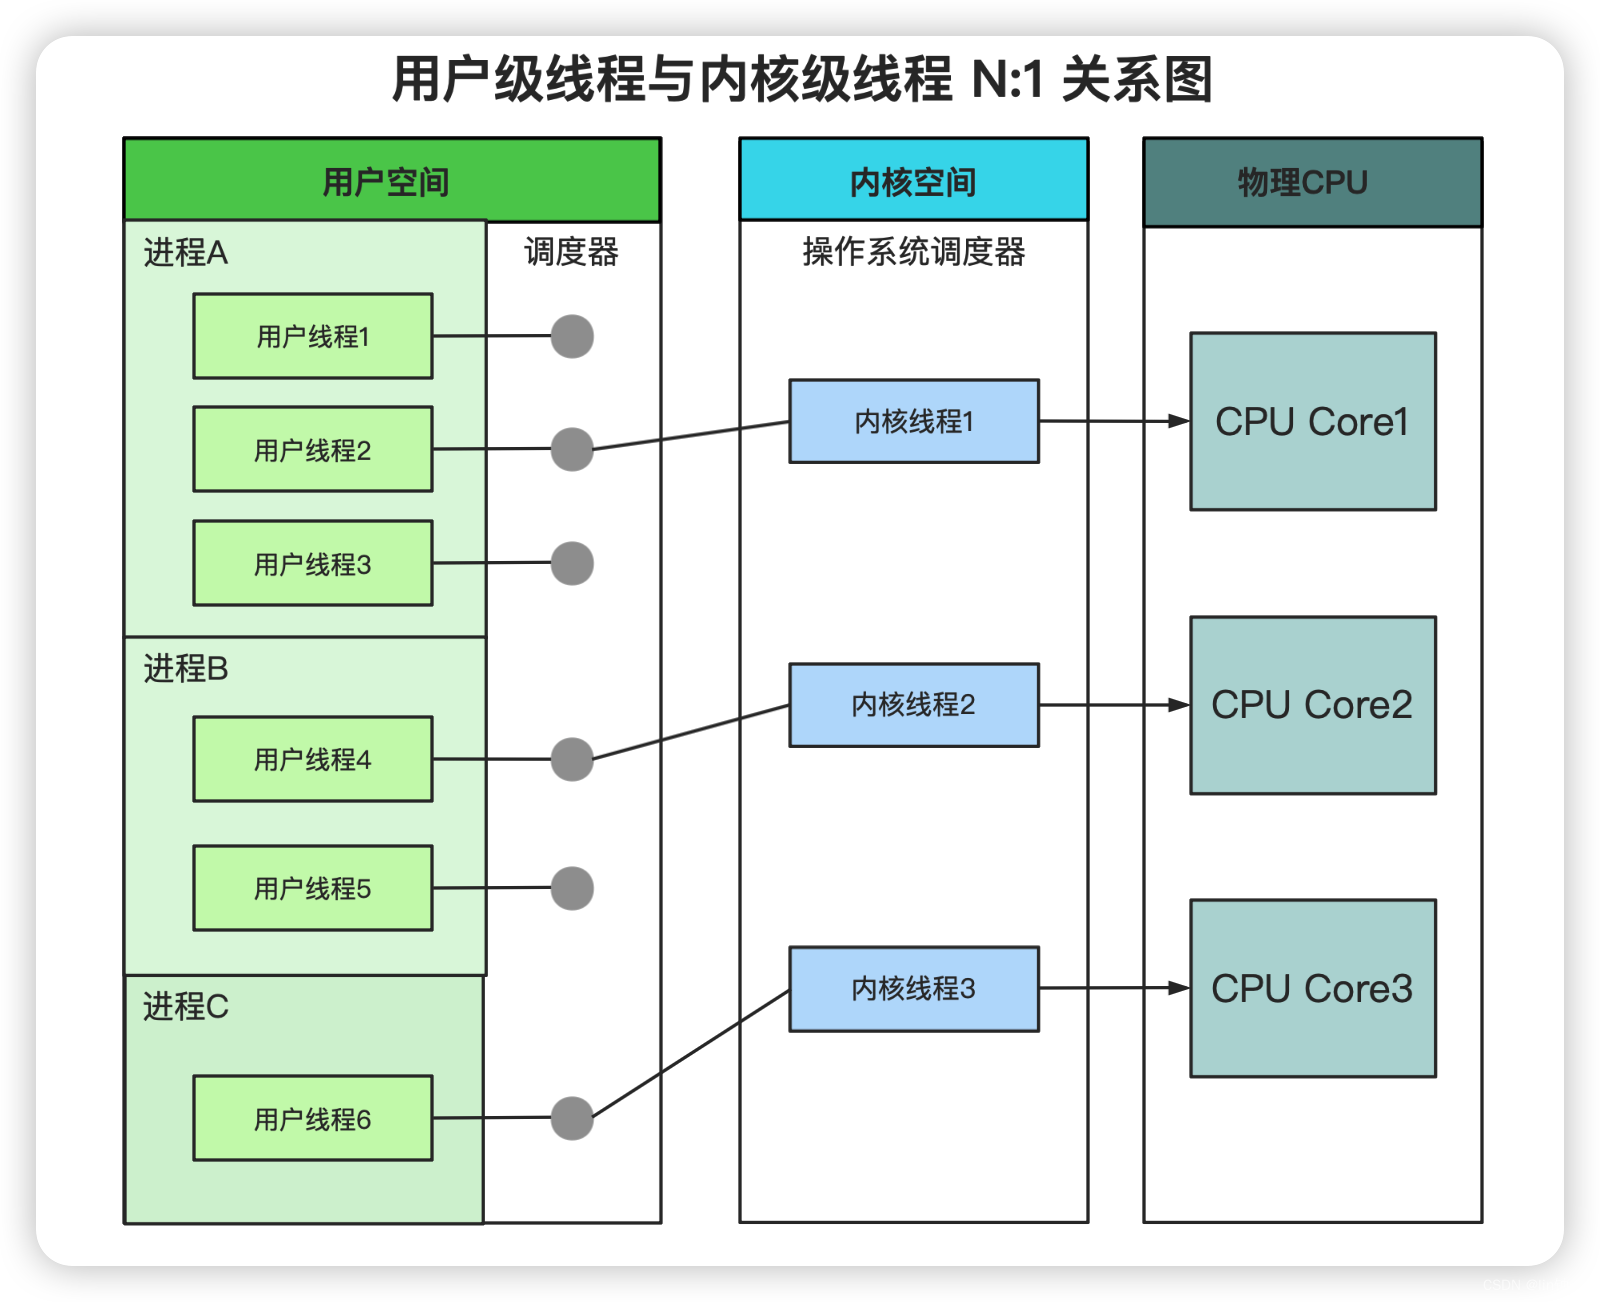 用户级线程与内核级线程 N:1 关系图
用户空间
内核空间
物理CPU
进程A
调度器
操作系统调度器
用户线程1
用户线程2
用户线程3
内核线程1
CPU Core1
进程B
用户线程4
用户线程5
内核线程2
CPU Core2
进程C
用户线程6
内核线程3
CPU Core3